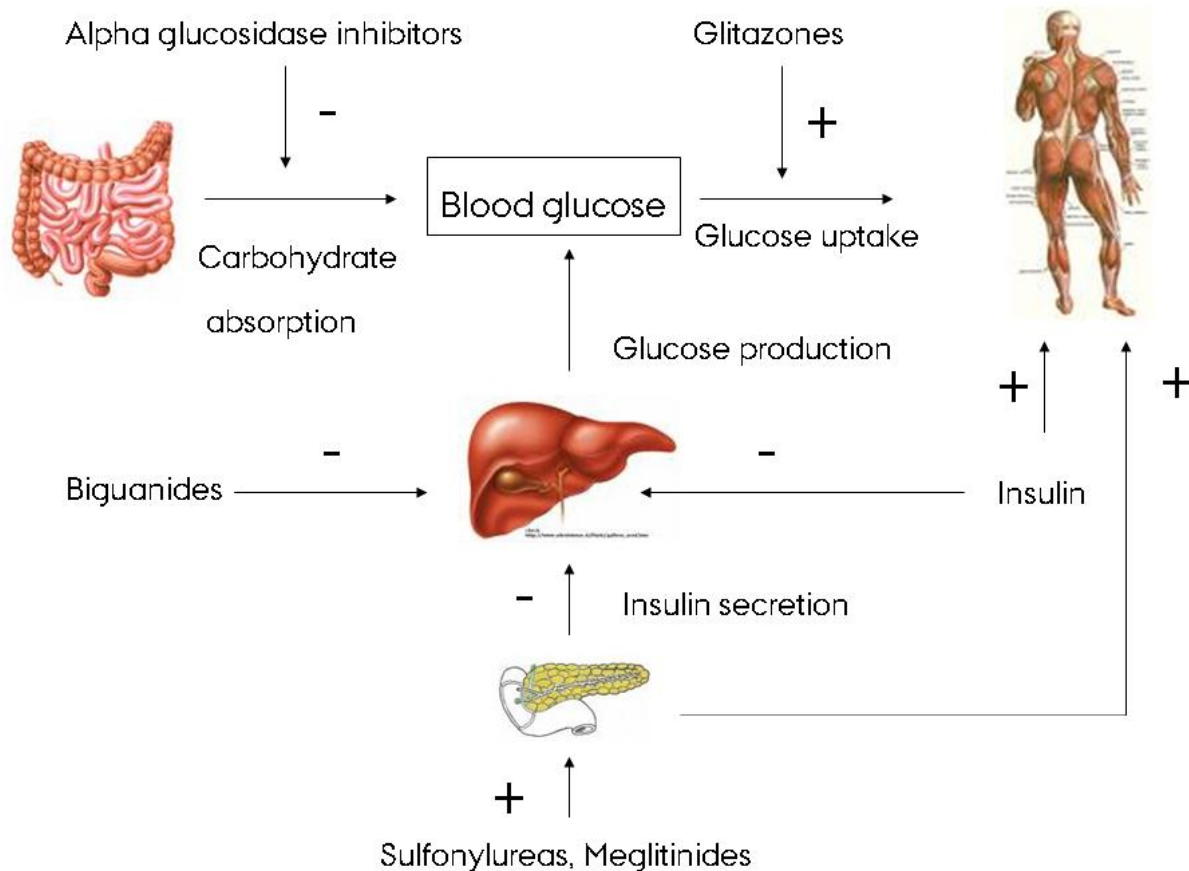 Alpha glucosidase inhibitors
Glitazones
-
+
Blood glucose
Carbohydrate
absorption
Glucose uptake
Glucose production
+
+
-
-
Biguanides
Insulin
-
Insulin secretion
+
Sulfonylureas, Meglitinides